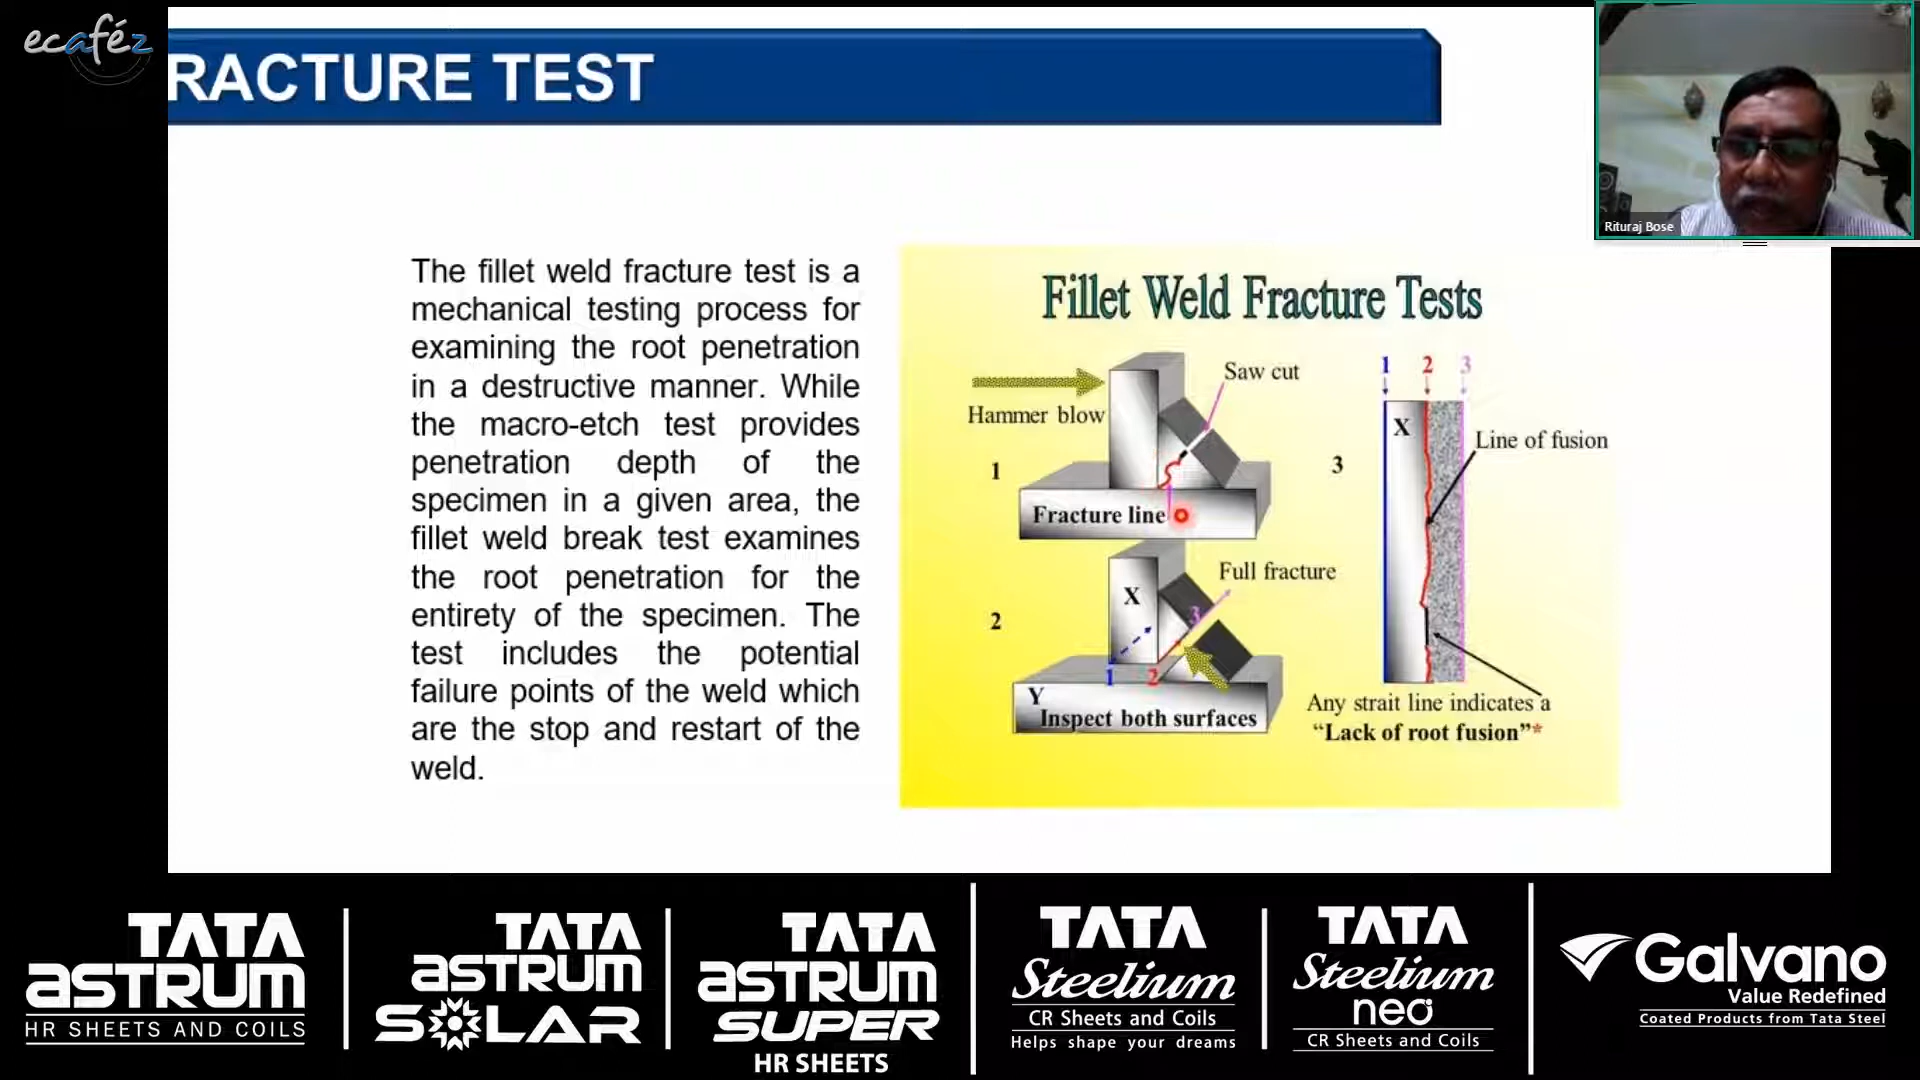 ecaféz
RACTURE TEST
Rituraj Bose
The fillet weld fracture test is a
mechanical testing process for
examining the root penetration
in a destructive manner. While
the macro-etch test provides
penetration depth of the
specimen in a given area, the
fillet weld break test examines
the root penetration for the
entirety of the specimen. The
test includes the potential
failure points of the weld which
are the stop and restart of the
weld.
Fillet Weld Fracture Tests
Saw cut
Hammer blow
1
Fracture line
Full fracture
X
3
2
1
2
Y
Inspect both surfaces
1 2 3
X
Line of fusion
3
Any strait line indicates a
“Lack of root fusion”*
TATA
ASTRUM
HR SHEETS AND COILS
TATA
ASTRUM
SOLAR
TATA
ASTRUM
SUPER
HR SHEETS
TATA
Steelium
CR Sheets and Coils
Helps shape your dreams
TATA
Steelium
neo
CR Sheets and Coils
Galvano
Value Redefined
Coated Products from Tata Steel